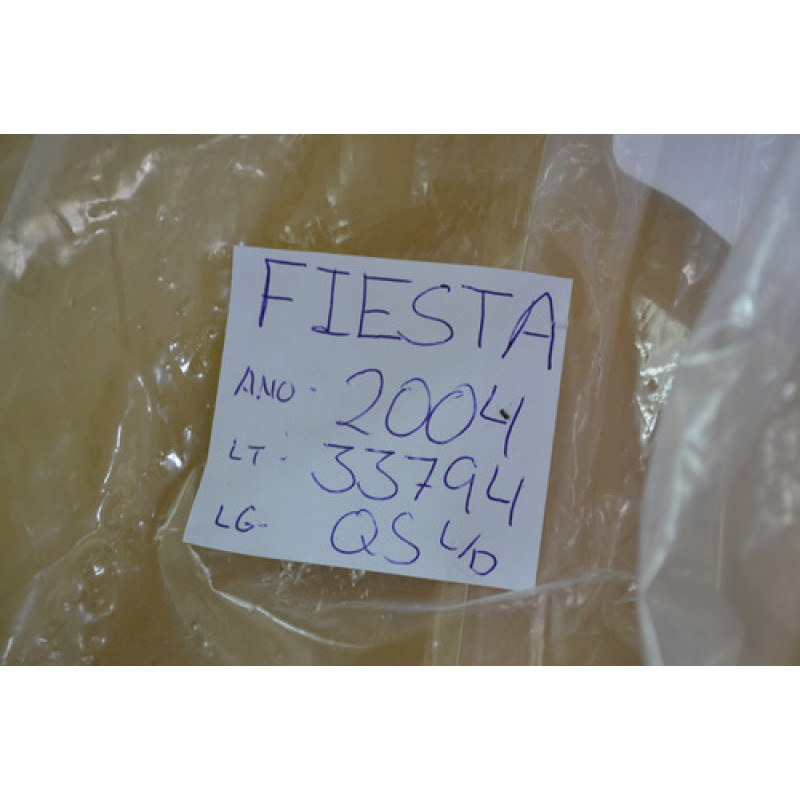 FIESTA
ANO - 2004
LT - 33794
LG - QS L/D